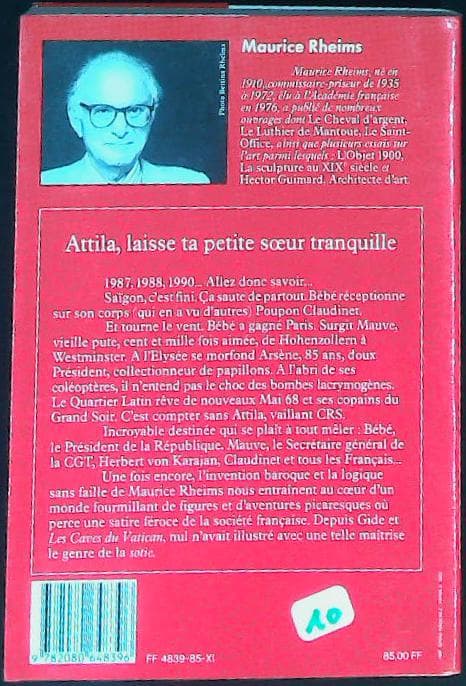 Maurice Rheims
Photo Bettina Rheims
Maurice Rheims, né en
1910, commissaire-priseur de 1935
à 1972, élu à l'Académie française
en 1976, a publié de nombreux
ouvrages dont Le Cheval d'argent,
Le Luthier de Mantoue, Le Saint-
Office, ainsi que plusieurs essais sur
l'art parmi lesquels : L'Objet 1900,
La sculpture au XIXe siècle et
Hector Guimard, Architecte d'art.
Attila, laisse ta petite sœur tranquille
1987, 1988, 1990... Allez donc savoir...
Saïgon, c'est fini. Ça saute de partout. Bébé réceptionne
sur son corps (qui en a vu d'autres) Poupon Claudinet.
Et tourne le vent. Bébé a gagné Paris. Surgit Mauve,
vieille pute, cent et mille fois aimée, de Hohenzollern à
Westminster. A l'Elysée se morfond Arsène, 85 ans, doux
Président, collectionneur de papillons. A l'abri de ses
coléoptères, il n'entend pas le choc des bombes lacrymogènes.
Le Quartier Latin rêve de nouveaux Mai 68 et ses copains du
Grand Soir. C'est compter sans Attila, vaillant CRS.
Incroyable destinée qui se plaît à tout mêler : Bébé,
le Président de la République, Mauve, le Secrétaire général de
la CGT, Herbert von Karajan, Claudinet et tous les Français...
Une fois encore, l'invention baroque et la logique
sans faille de Maurice Rheims nous entraînent au cœur d'un
monde fourmillant de figures et d'aventures picaresques où
perce une satire féroce de la société française. Depuis Gide et
Les Caves du Vatican, nul n'avait illustré avec une telle maîtrise
le genre de la sotie.
10
9 782080 648396
FF 4839-85-XI
85,00 FF